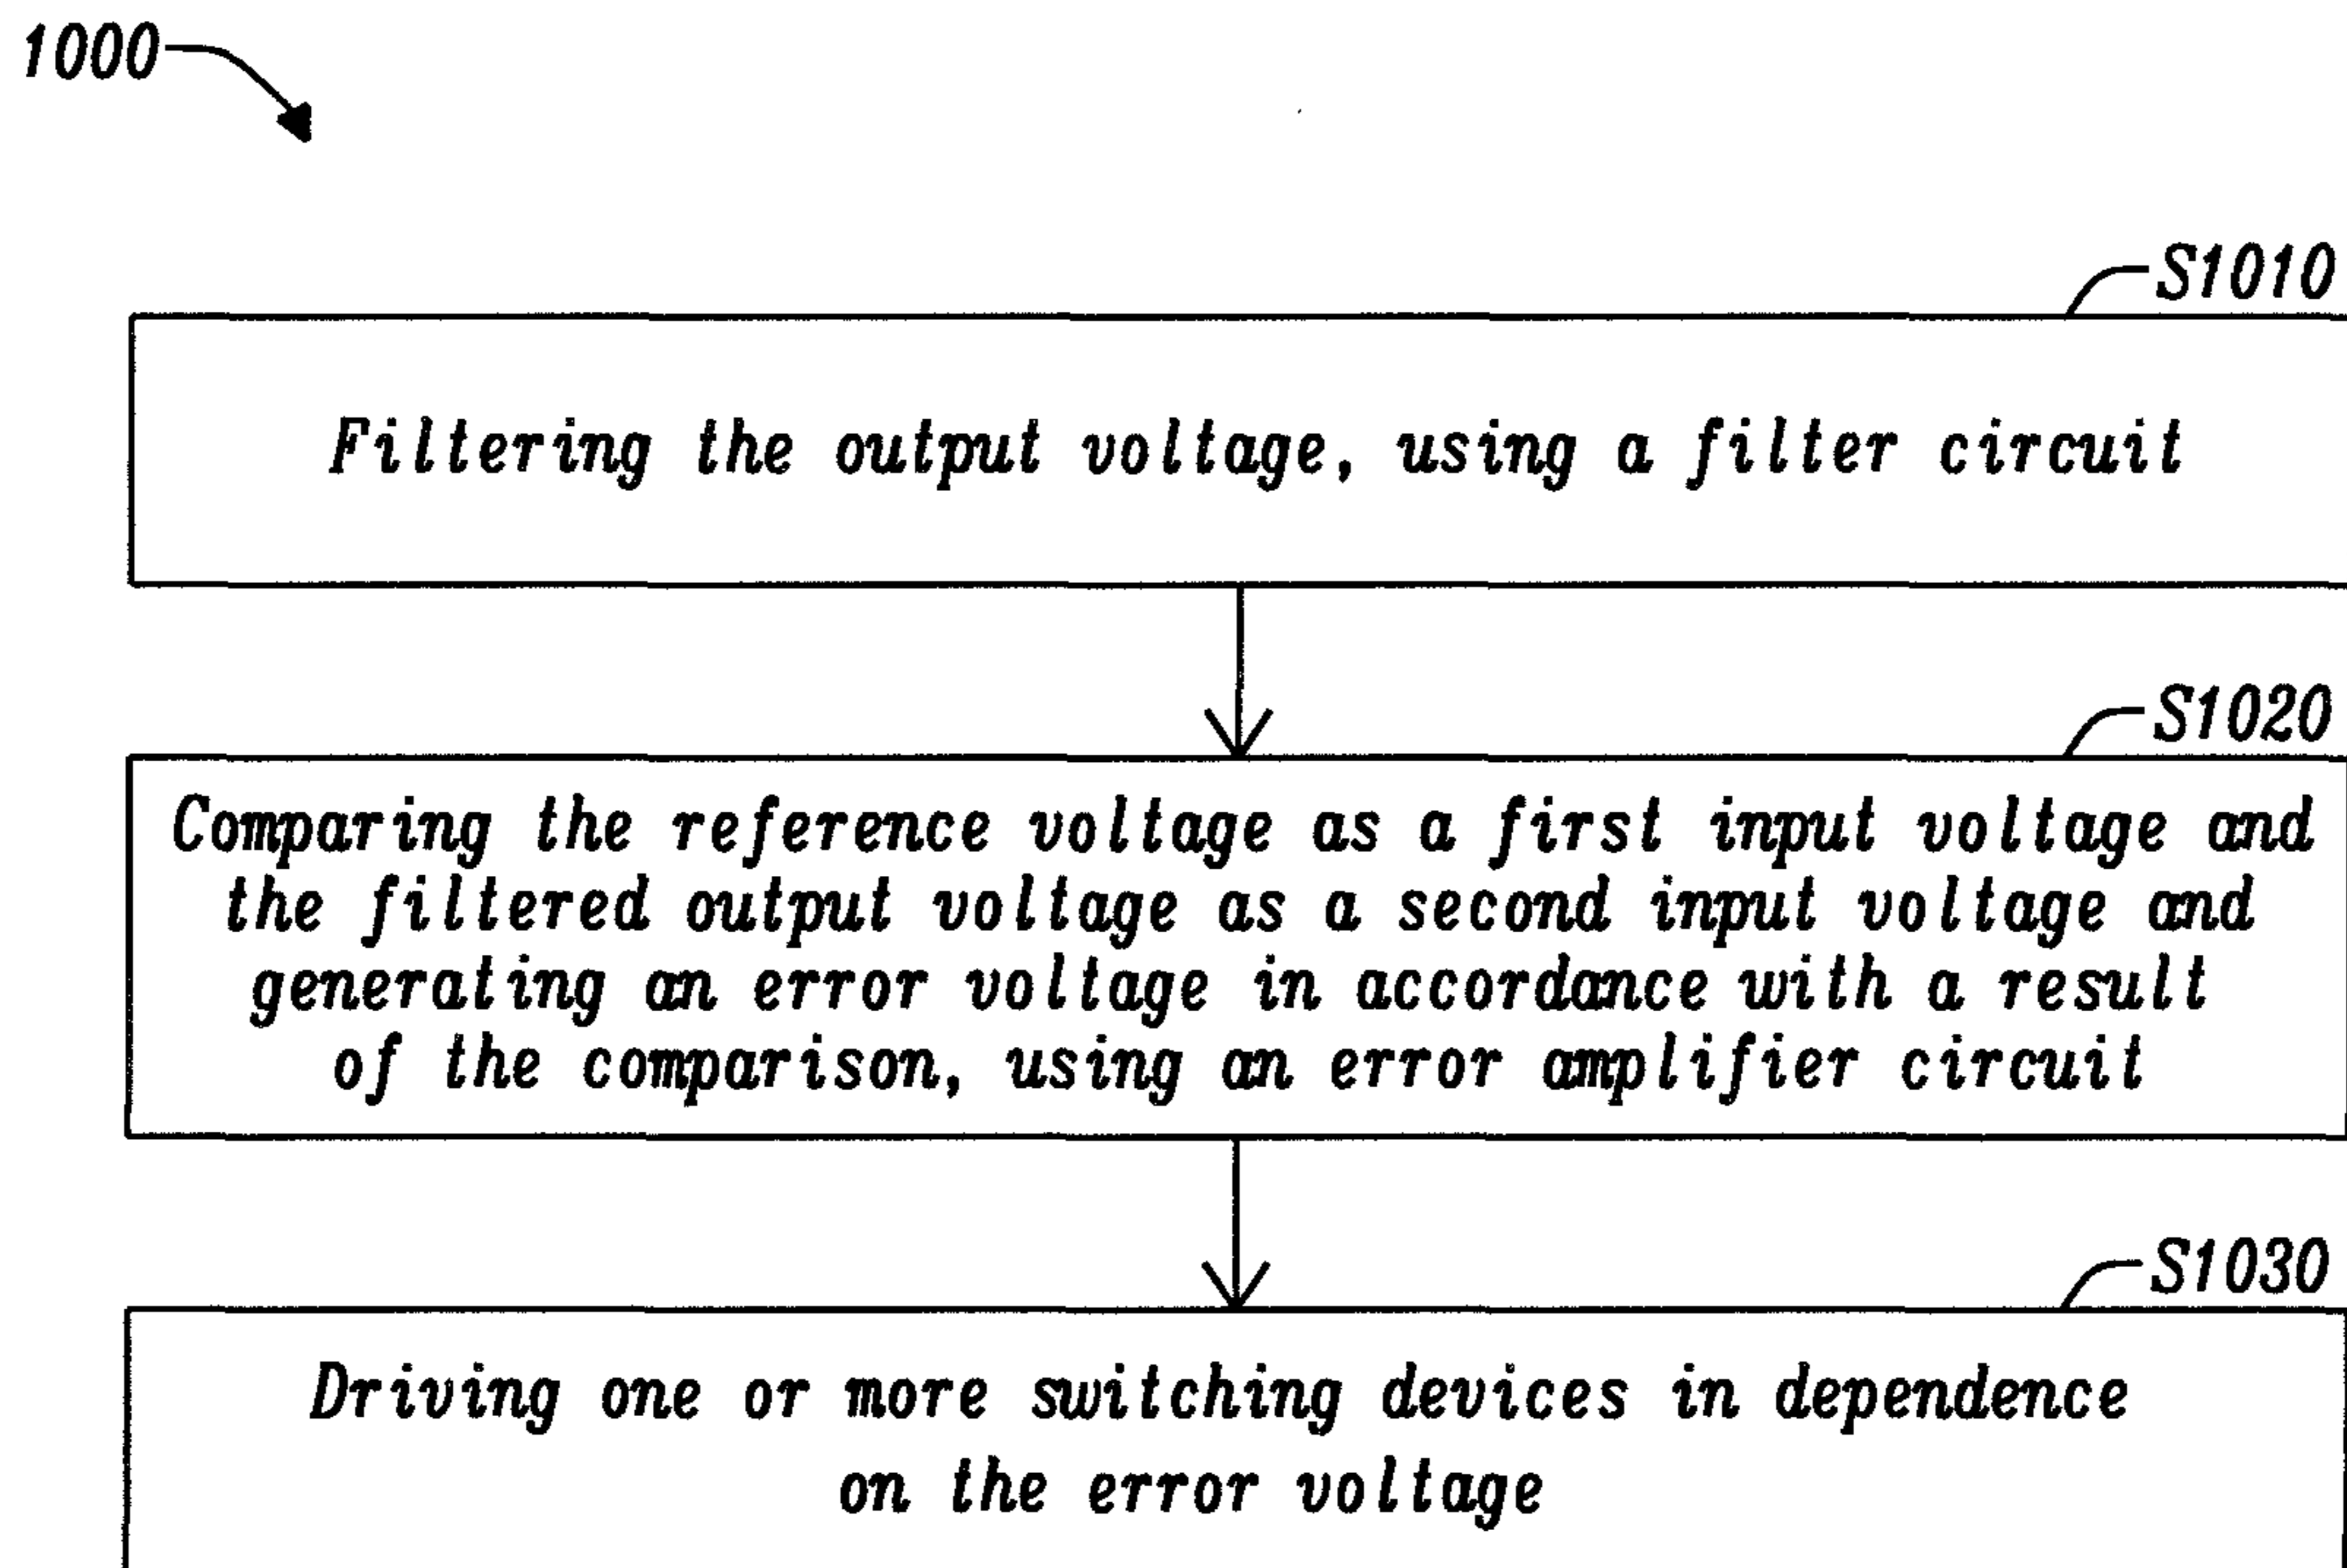 1000
S1010
Filtering the output voltage, using a filter circuit
S1020
Comparing the reference voltage as a first input voltage and
the filtered output voltage as a second input voltage and
generating an error voltage in accordance with a result
of the comparison, using an error amplifier circuit
S1030
Driving one or more switching devices in dependence
on the error voltage